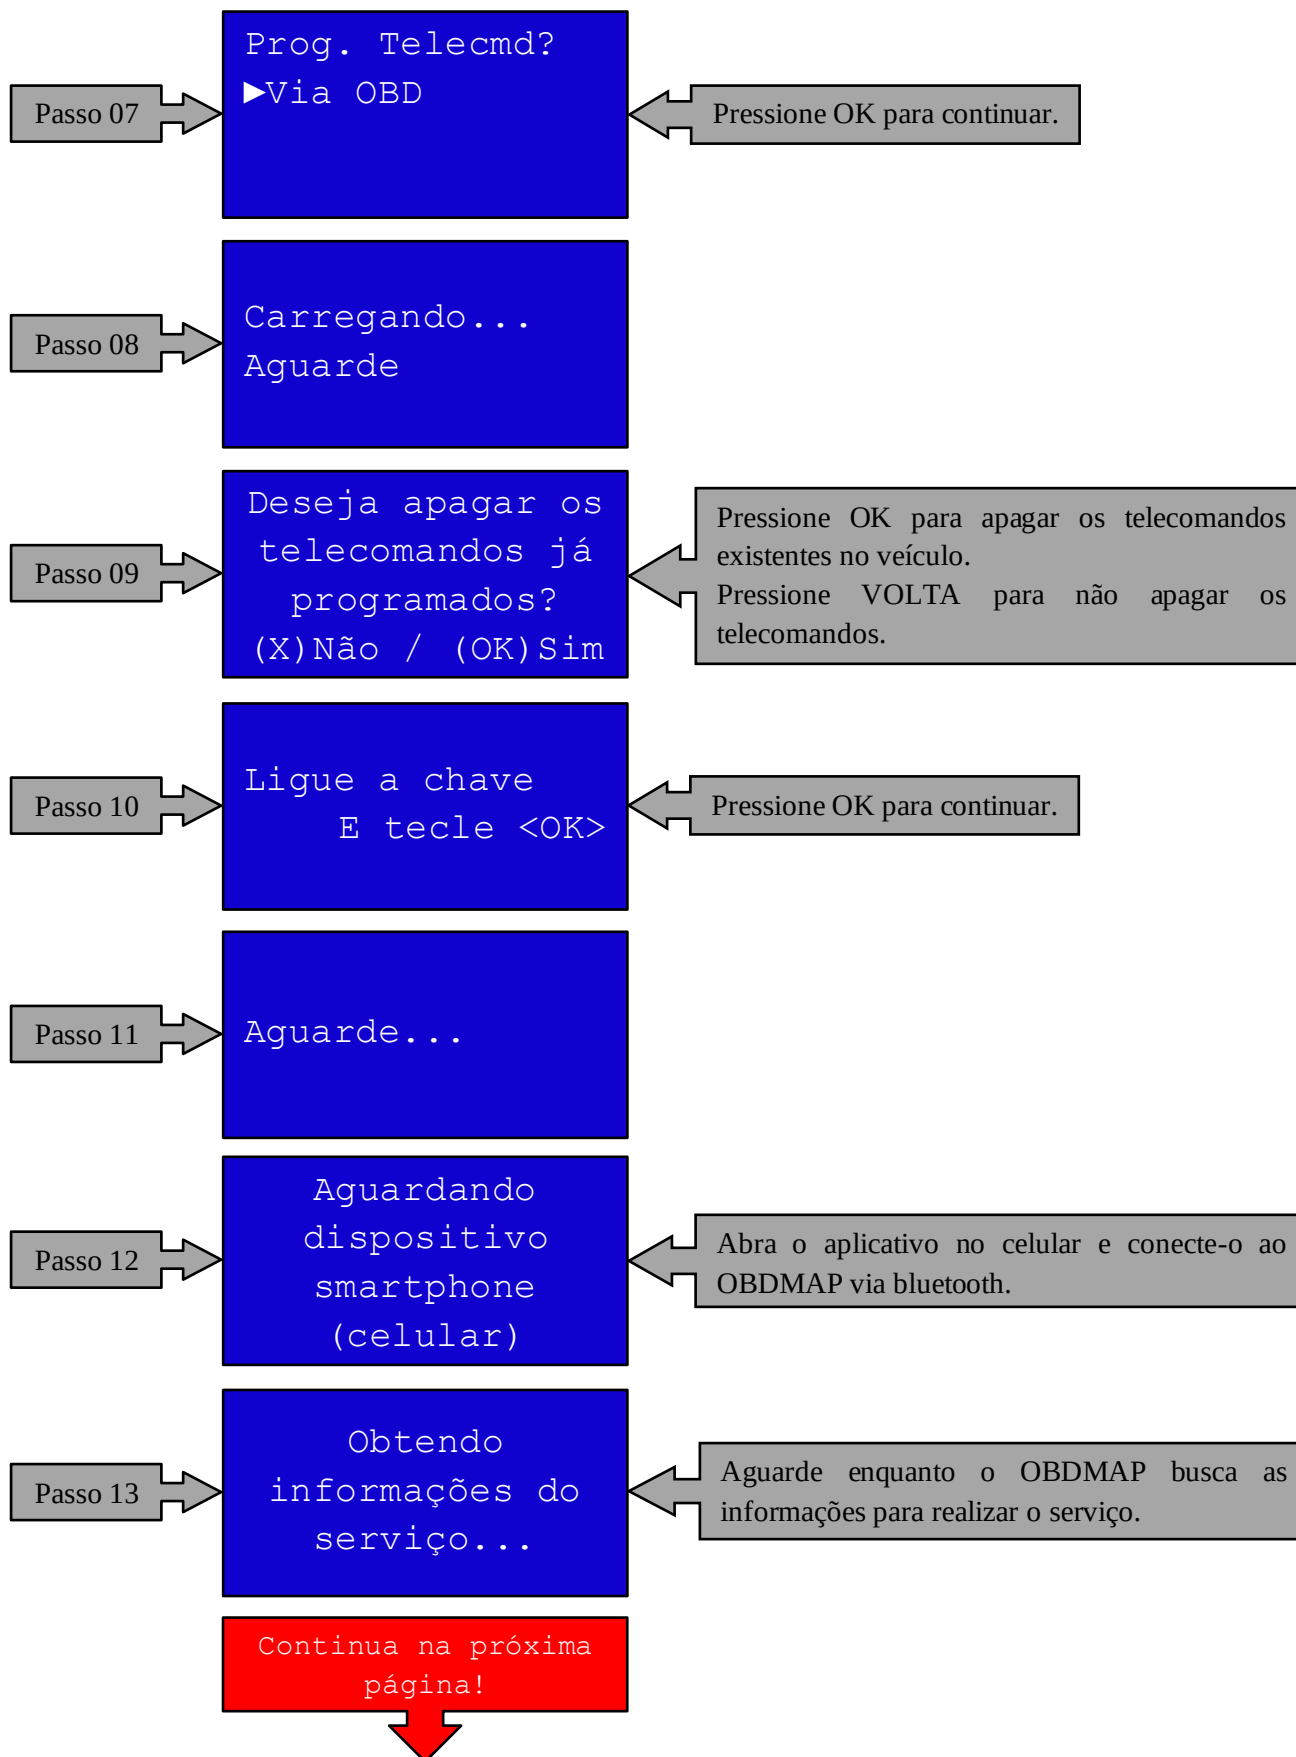 Passo 07
Prog. Telecmd?
►Via OBD
Pressione OK para continuar.
Passo 08
Carregando...
Aguarde
Passo 09
Deseja apagar os
telecomandos já
programados?
(X)Não / (OK)Sim
Pressione OK para apagar os telecomandos
existentes no veículo.
Pressione VOLTA para não apagar os
telecomandos.
Passo 10
Ligue a chave
E tecle <OK>
Pressione OK para continuar.
Passo 11
Aguarde...
Passo 12
Aguardando
dispositivo
smartphone
(celular)
Abra o aplicativo no celular e conecte-o ao
OBDMAP via bluetooth.
Passo 13
Obtendo
informações do
serviço...
Aguarde enquanto o OBDMAP busca as
informações para realizar o serviço.
Continua na próxima
página!